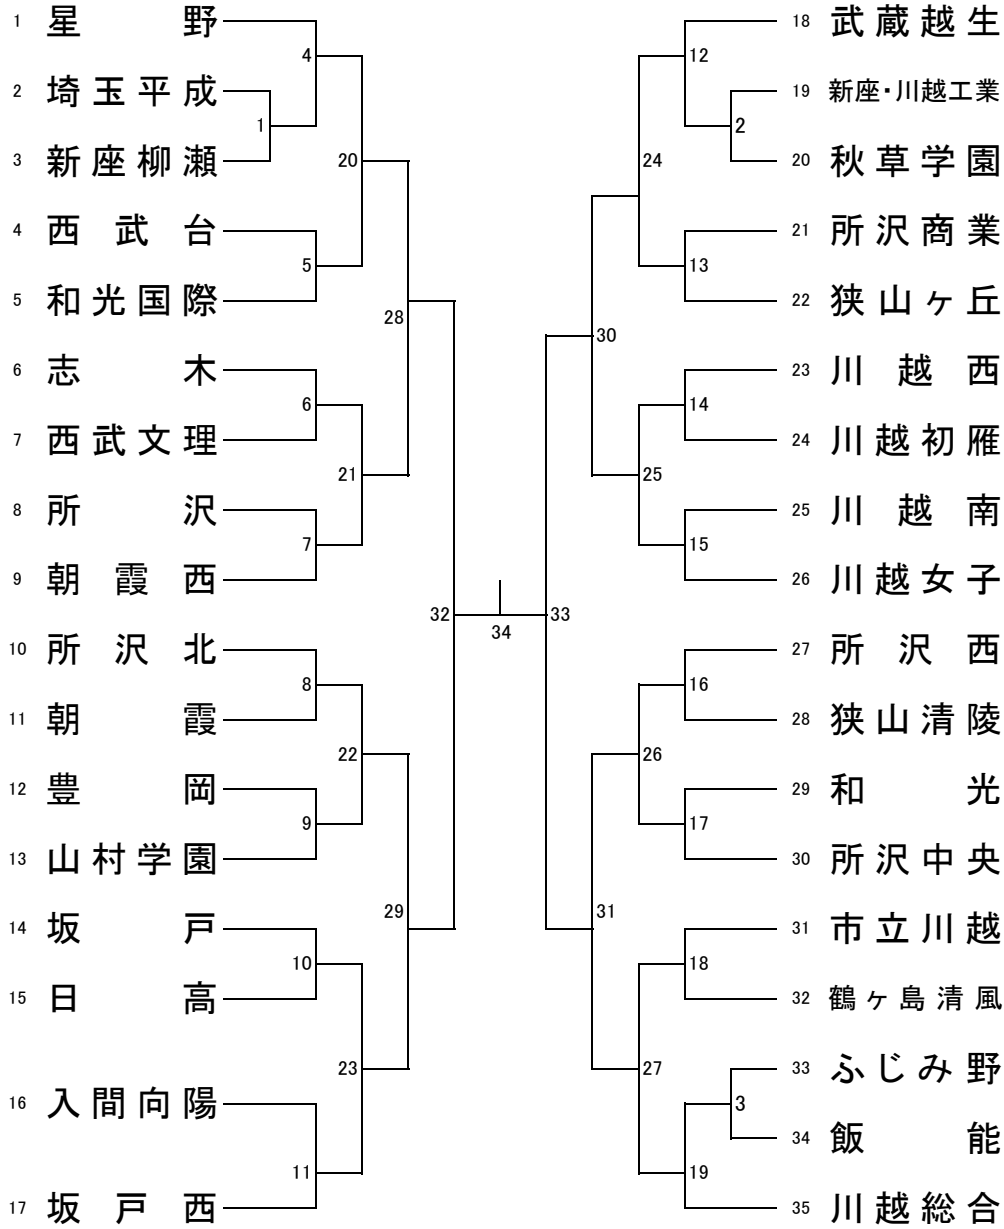 1 星野
4
2 埼玉平成
1
3 新座柳瀬
20
4 西武台
5
5 和光国際
28
6 志木
6
7 西武文理
21
8 所沢
7
9 朝霞西
32
10 所沢北
8
11 朝霞
22
12 豊岡
9
13 山村学園
29
14 坂戸
10
15 日高
23
16 入間向陽
11
17 坂戸西
34
18 武蔵越生
12
19 新座・川越工業
2
20 秋草学園
24
21 所沢商業
13
22 狭山ヶ丘
30
23 川越西
14
24 川越初雁
25
25 川越南
15
26 川越女子
33
27 所沢西
16
28 狭山清陵
26
29 和光
17
30 所沢中央
31
31 市立川越
18
32 鶴ヶ島清風
27
33 ふじみ野
3
34 飯能
19
35 川越総合